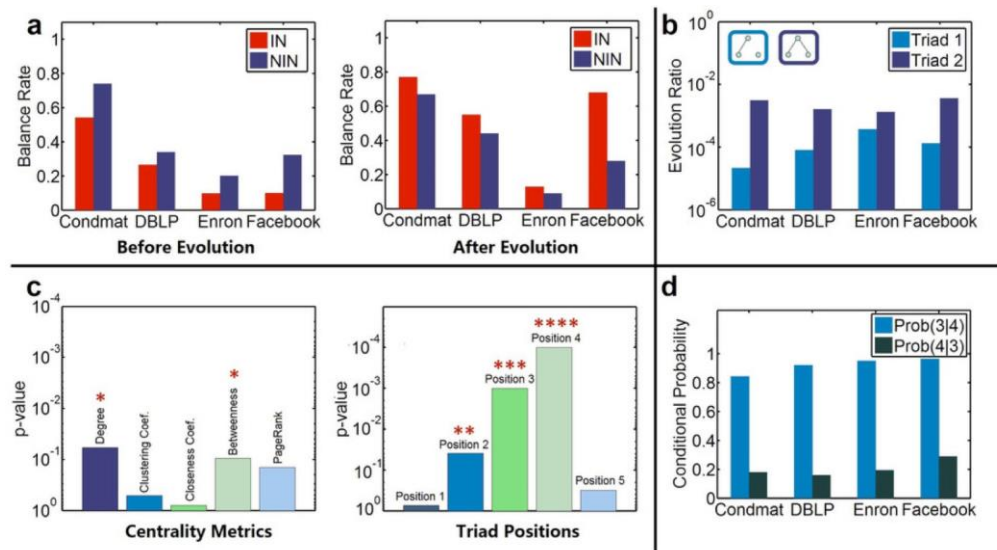 a
IN
NIN
Balance Rate
1
0.8
0.6
0.4
0.2
0
Condmat DBLP Enron Facebook
Before Evolution
IN
NIN
Balance Rate
1
0.8
0.6
0.4
0.2
0
Condmat DBLP Enron Facebook
After Evolution
b
Triad 1
Triad 2
Evolution Ratio
10^0
10^-2
10^-4
10^-6
Condmat DBLP Enron Facebook
c
p-value
10^-4
10^-3
10^-2
10^-1
10^0
* Degree
Clustering Coef.
Closeness Coef.
* Betweenness
PageRank
Centrality Metrics
p-value
10^-4
10^-3
10^-2
10^-1
10^0
Position 1
** Position 2
*** Position 3
**** Position 4
Position 5
Triad Positions
d
Prob(3|4)
Prob(4|3)
Conditional Probability
1
0.8
0.6
0.4
0.2
0
Condmat DBLP Enron Facebook